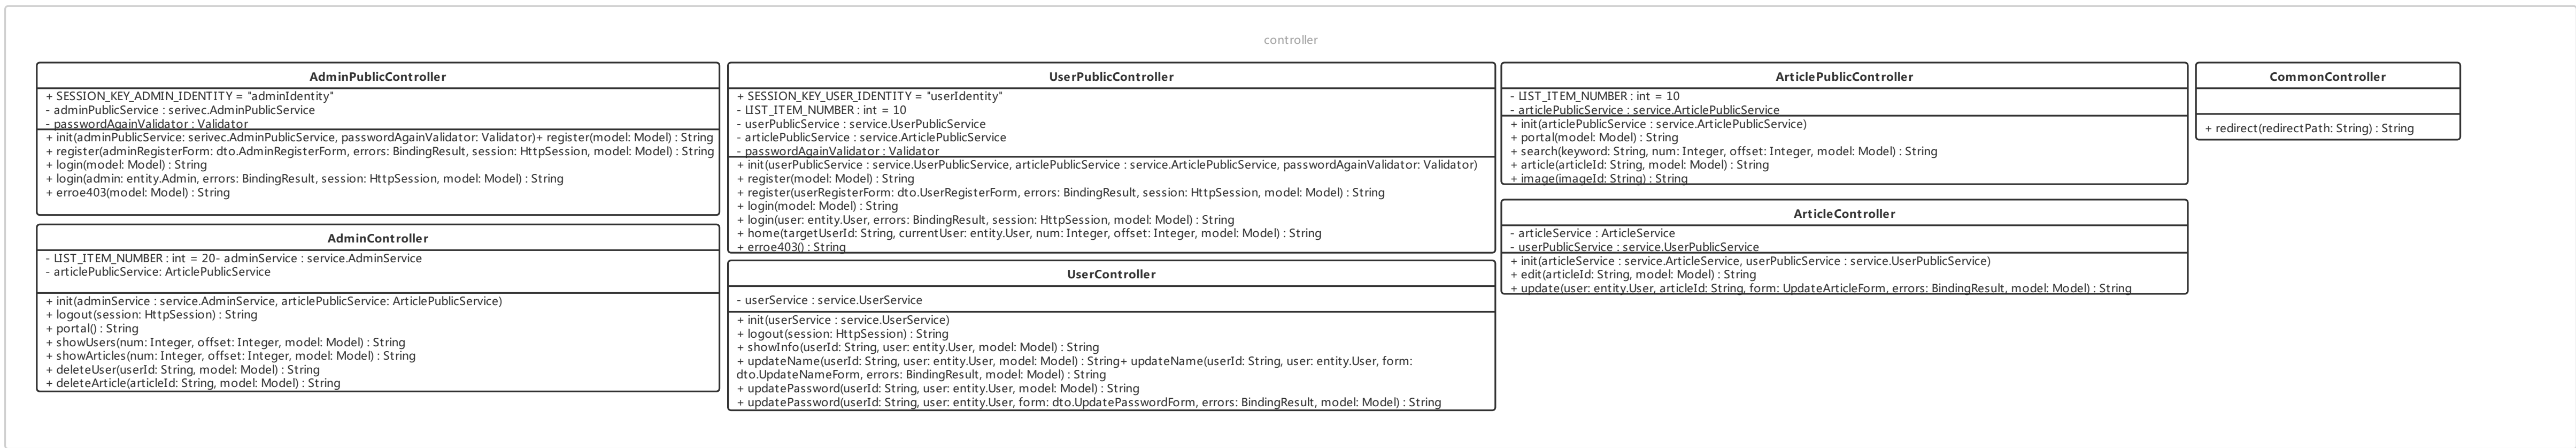 controller
AdminPublicController
+ SESSION_KEY_ADMIN_IDENTITY = "adminIdentity"
- adminPublicService : serivec.AdminPublicService
- passwordAgainValidator : Validator
+ init(adminPublicService: serivec.AdminPublicService, passwordAgainValidator: Validator)+ register(model: Model) : String
+ register(adminRegisterForm: dto.AdminRegisterForm, errors: BindingResult, session: HttpSession, model: Model) : String
+ login(model: Model) : String
+ login(admin: entity.Admin, errors: BindingResult, session: HttpSession, model: Model) : String
+ erroe403(model: Model) : String
AdminController
- LIST_ITEM_NUMBER : int = 20- adminService : service.AdminService
- articlePublicService: ArticlePublicService
+ init(adminService : service.AdminService, articlePublicService: ArticlePublicService)
+ logout(session: HttpSession) : String
+ portal() : String
+ showUsers(num: Integer, offset: Integer, model: Model) : String
+ showArticles(num: Integer, offset: Integer, model: Model) : String
+ deleteUser(userId: String, model: Model) : String
+ deleteArticle(articleId: String, model: Model) : String
UserPublicController
+ SESSION_KEY_USER_IDENTITY = "userIdentity"
- LIST_ITEM_NUMBER : int = 10
- userPublicService : service.UserPublicService
- articlePublicService : service.ArticlePublicService
- passwordAgainValidator : Validator
+ init(userPublicService : service.UserPublicService, articlePublicService : service.ArticlePublicService, passwordAgainValidator: Validator)
+ register(model: Model) : String
+ register(userRegisterForm: dto.UserRegisterForm, errors: BindingResult, session: HttpSession, model: Model) : String
+ login(model: Model) : String
+ login(user: entity.User, errors: BindingResult, session: HttpSession, model: Model) : String
+ home(targetUserId: String, currentUser: entity.User, num: Integer, offset: Integer, model: Model) : String
+ erroe403() : String
UserController
- userService : service.UserService
+ init(userService : service.UserService)
+ logout(session: HttpSession) : String
+ showInfo(userId: String, user: entity.User, model: Model) : String
+ updateName(userId: String, user: entity.User, model: Model) : String+ updateName(userId: String, user: entity.User, form:
dto.UpdateNameForm, errors: BindingResult, model: Model) : String
+ updatePassword(userId: String, user: entity.User, model: Model) : String
+ updatePassword(userId: String, user: entity.User, form: dto.UpdatePasswordForm, errors: BindingResult, model: Model) : String
ArticlePublicController
- LIST_ITEM_NUMBER : int = 10
- articlePublicService : service.ArticlePublicService
+ init(articlePublicService : service.ArticlePublicService)
+ portal(model: Model) : String
+ search(keyword: String, num: Integer, offset: Integer, model: Model) : String
+ article(articleId: String, model: Model) : String
+ image(imageId: String) : String
ArticleController
- articleService : ArticleService
- userPublicService : service.UserPublicService
+ init(articleService : service.ArticleService, userPublicService : service.UserPublicService)
+ edit(articleId: String, model: Model) : String
+ update(user: entity.User, articleId: String, form: UpdateArticleForm, errors: BindingResult, model: Model) : String
CommonController
+ redirect(redirectPath: String) : String